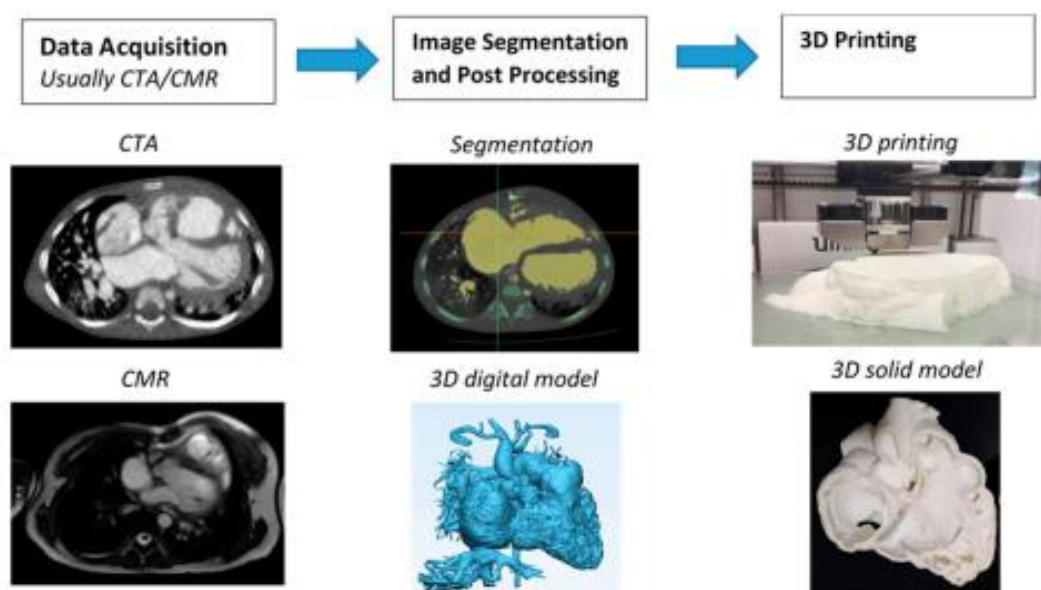 Data Acquisition
Usually CTA/CMR
Image Segmentation
and Post Processing
3D Printing
CTA
Segmentation
3D printing
CMR
3D digital model
3D solid model